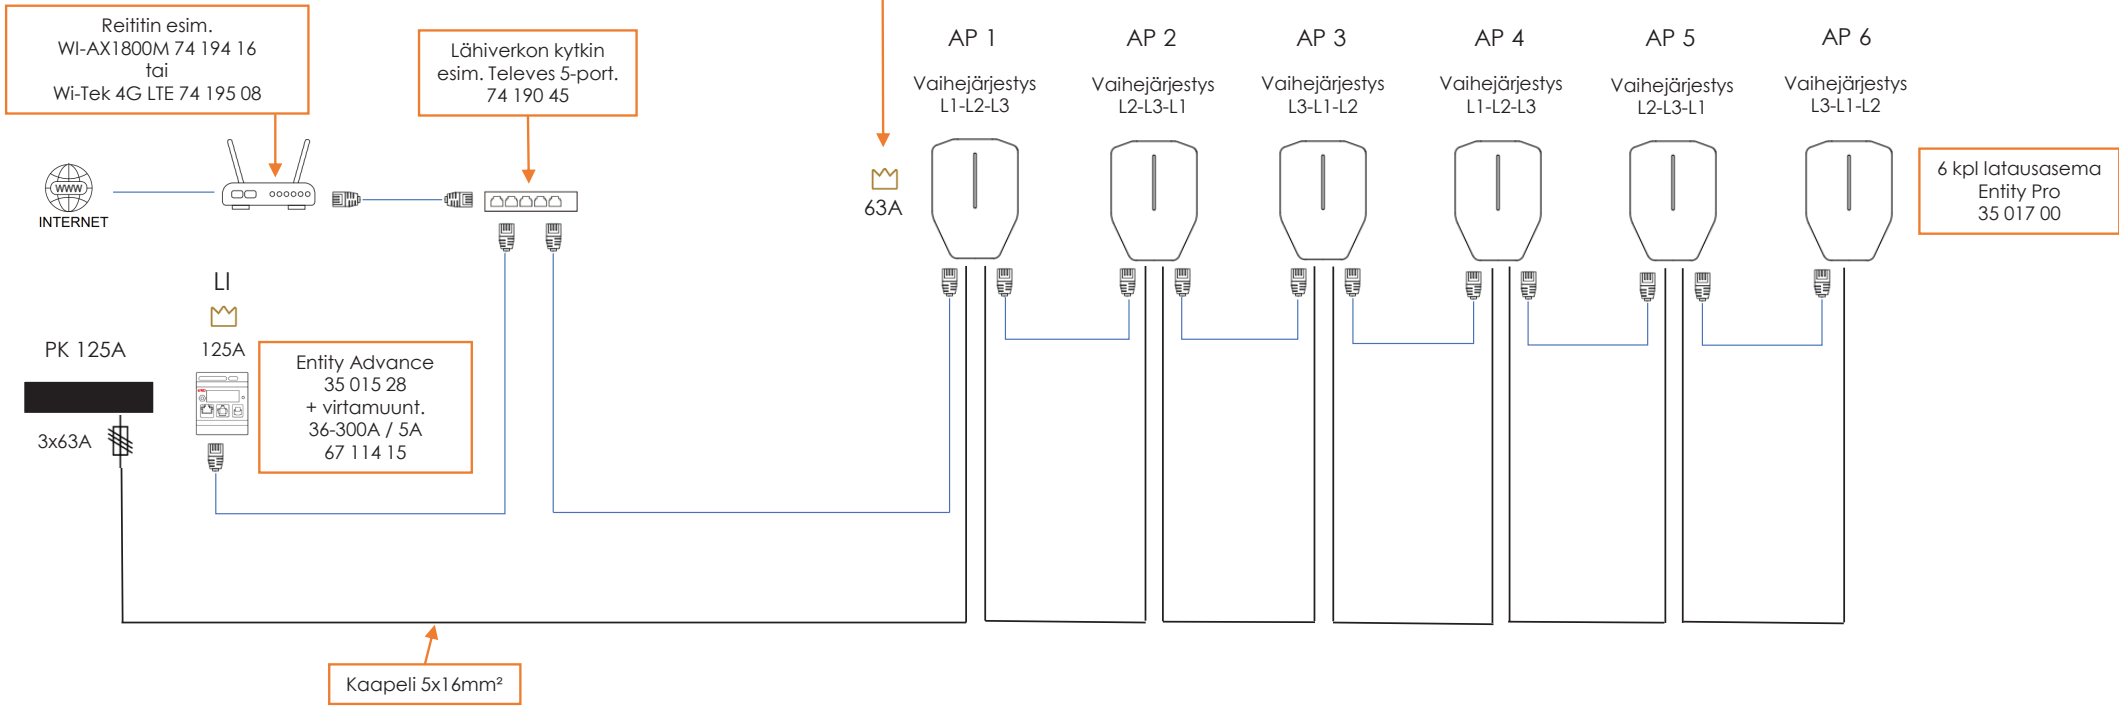 Reititin esim.
WI-AX1800M 74 194 16
tai
Wi-Tek 4G LTE 74 195 08
Lähiverkon kytkin
esim. Televes 5-port.
74 190 45
AP 1
Vaihejärjestys
L1-L2-L3
AP 2
Vaihejärjestys
L2-L3-L1
AP 3
Vaihejärjestys
L3-L1-L2
AP 4
Vaihejärjestys
L1-L2-L3
AP 5
Vaihejärjestys
L2-L3-L1
AP 6
Vaihejärjestys
L3-L1-L2
6 kpl latausasema
Entity Pro
35 017 00
WWW
INTERNET
63A
LI
125A
PK 125A
3x63A
Entity Advance
35 015 28
+ virtamuunt.
36-300A / 5A
67 114 15
Kaapeli 5x16mm²